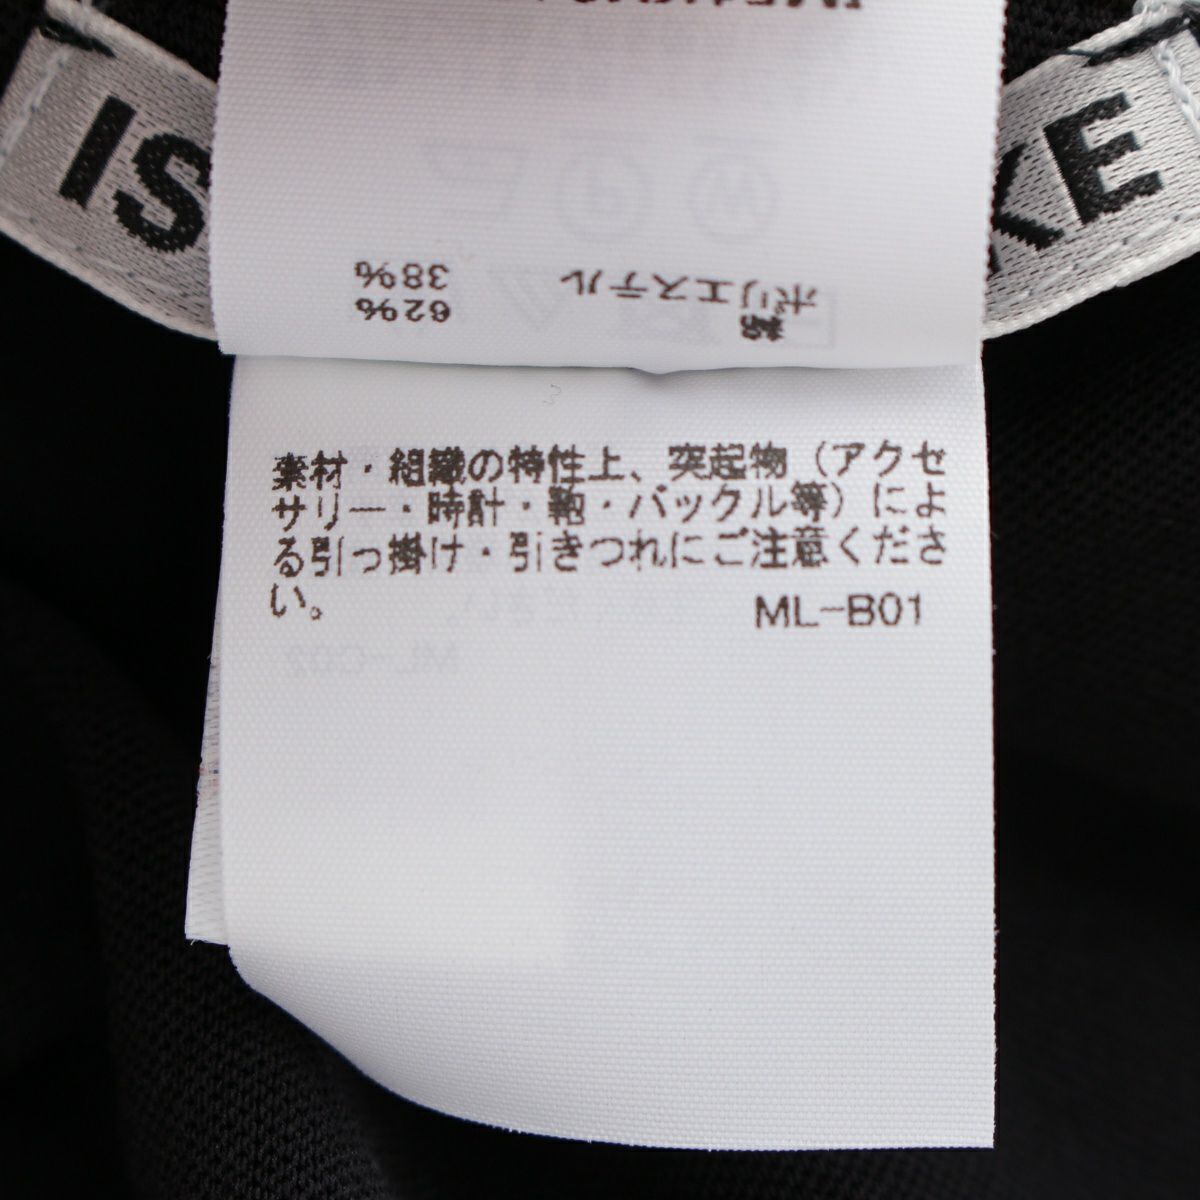 IS
KE
綿 62%
ポリエステル 38%
素材・組織の特性上、突起物（アクセ
サリー・時計・鞄・バックル等）によ
る引っ掛け・引きつれにご注意くださ
い。 ML-B01
ML-C02